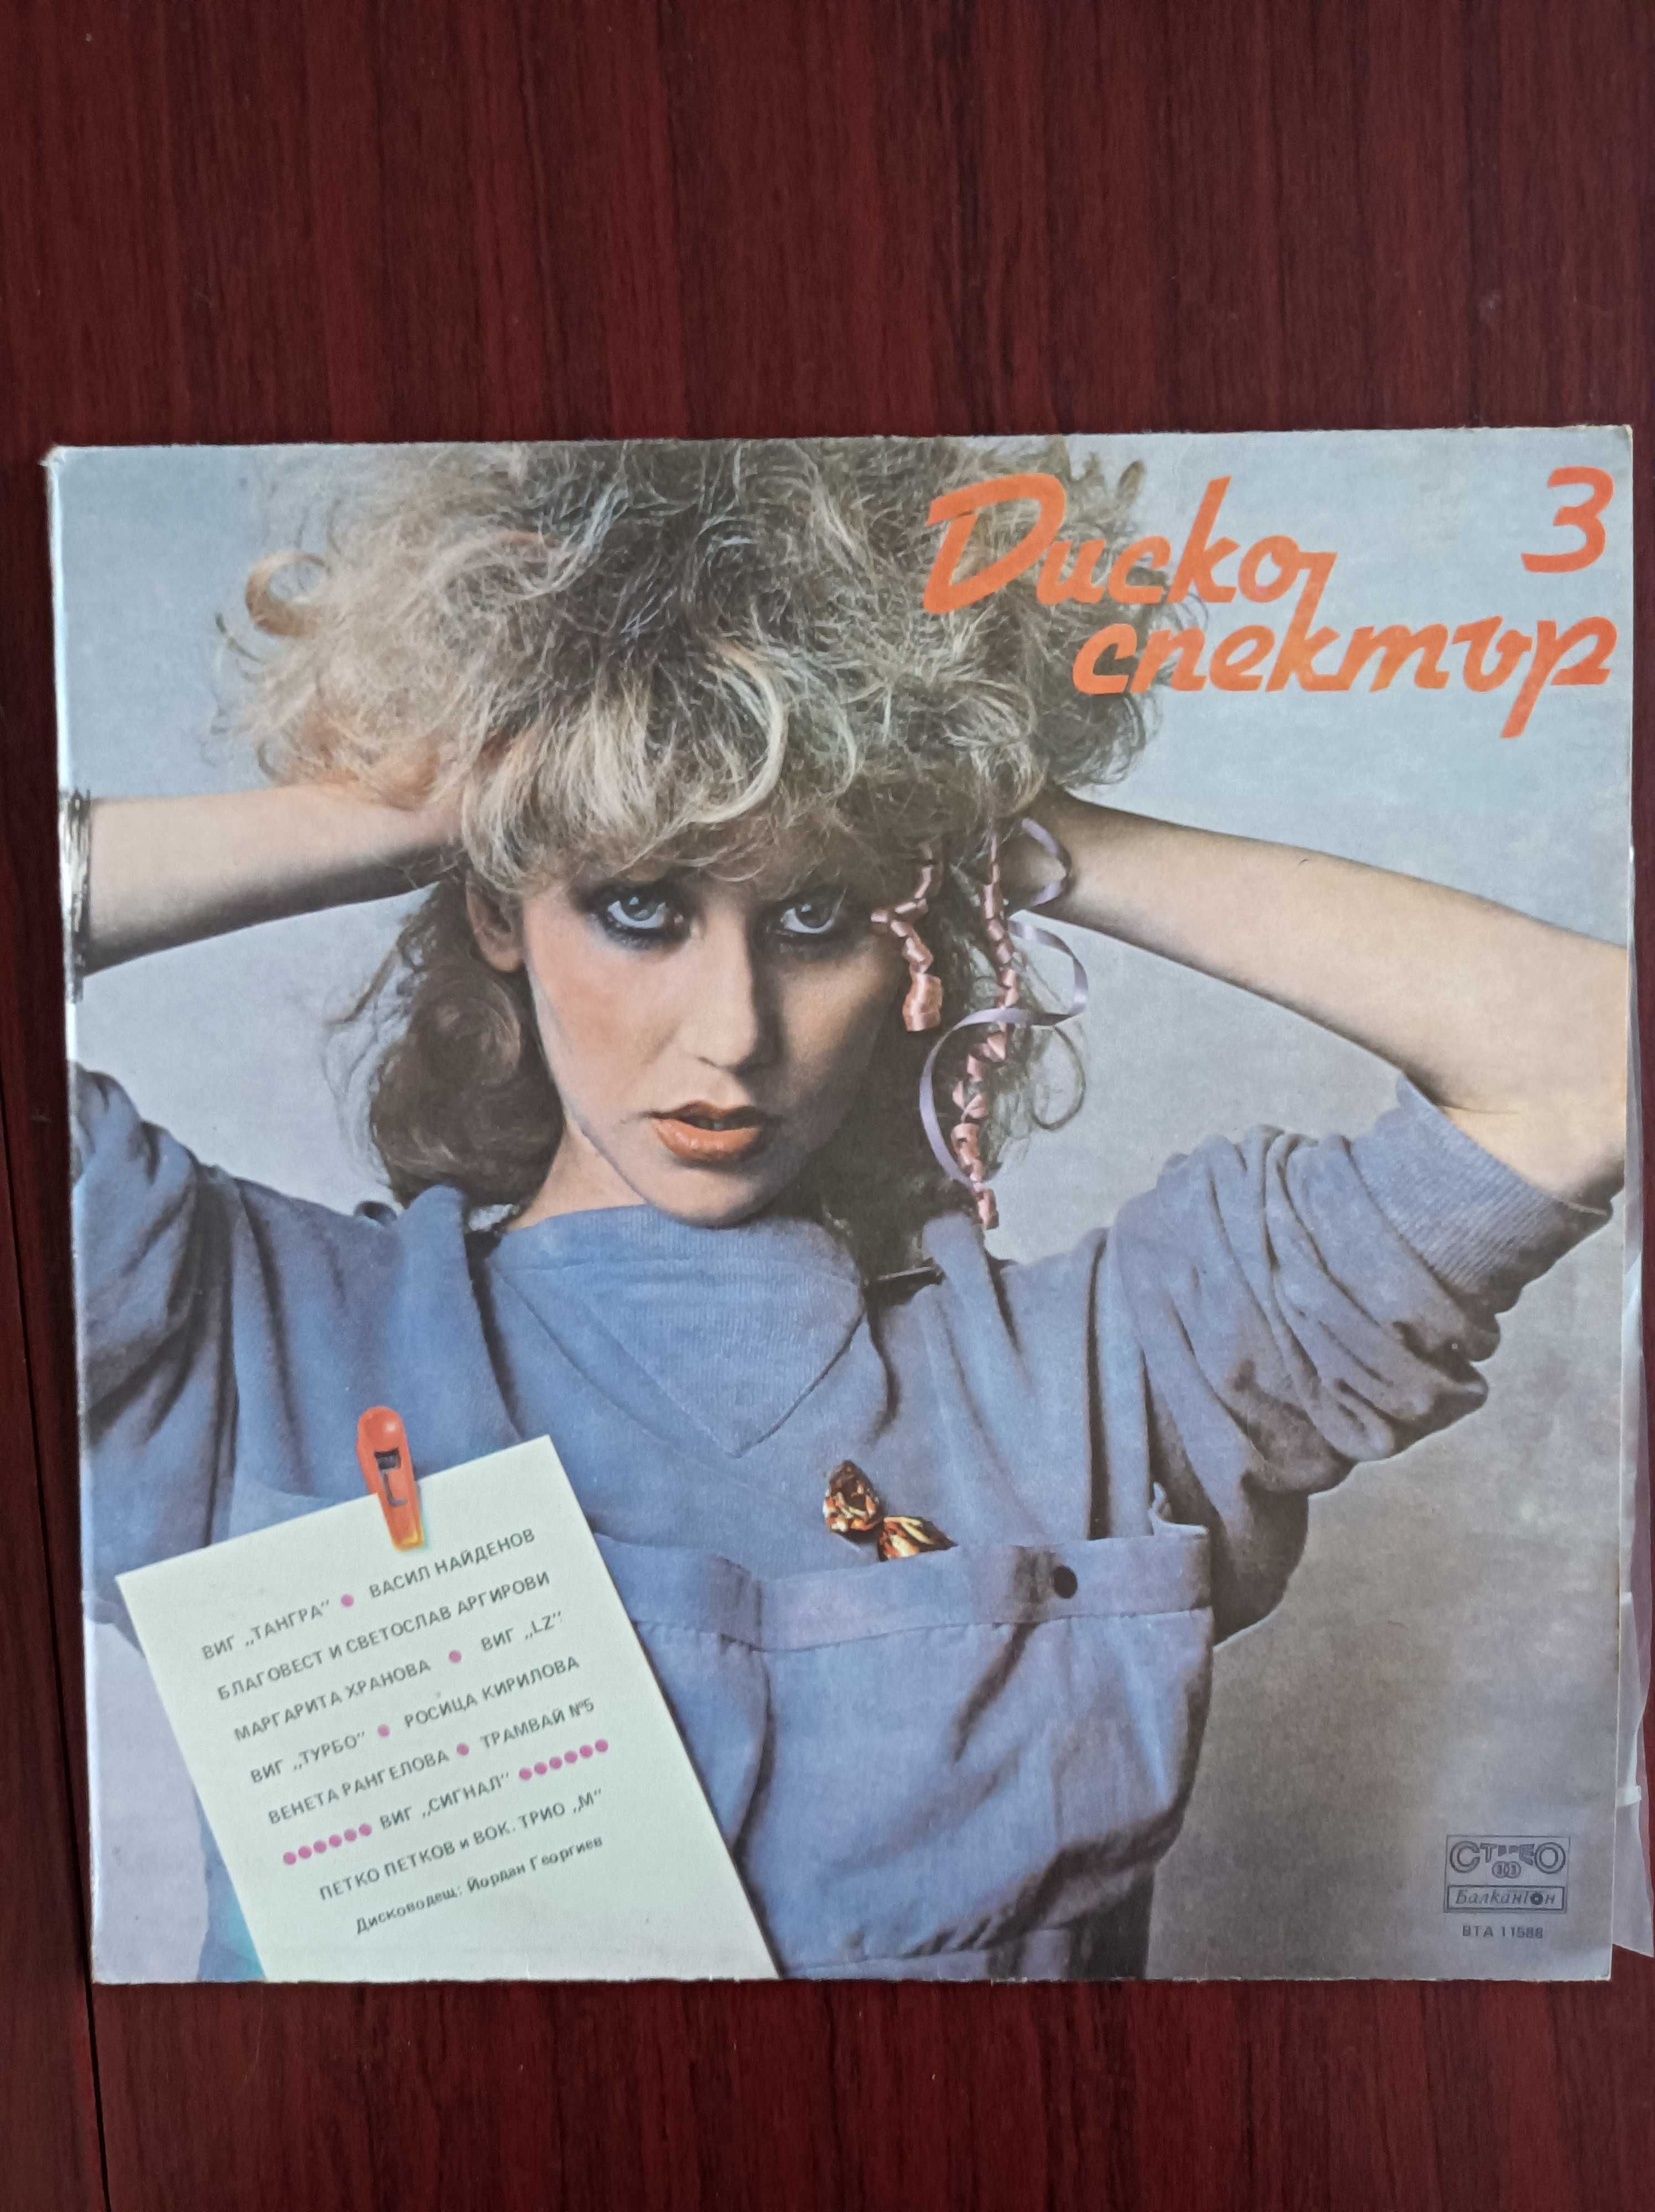 Диско 3
спектър
ВИГ „ТАНГРА“ • ВАСИЛ НАЙДЕНОВ
БЛАГОВЕСТ И СВЕТОСЛАВ АРГИРОВИ
МАРГАРИТА ХРАНОВА • ВИГ „LZ“
ВИГ „ТУРБО“ • РОСИЦА КИРИЛОВА
ВЕНЕТА РАНГЕЛОВА • ТРАМВАЙ №5
•••••• ВИГ „СИГНАЛ“ ••••••
ПЕТКО ПЕТКОВ и ВОК. ТРИО „М“
Дисководещ: Йордан Георгиев
СТЕРЕО
303
БалканТон
ВТА 11588